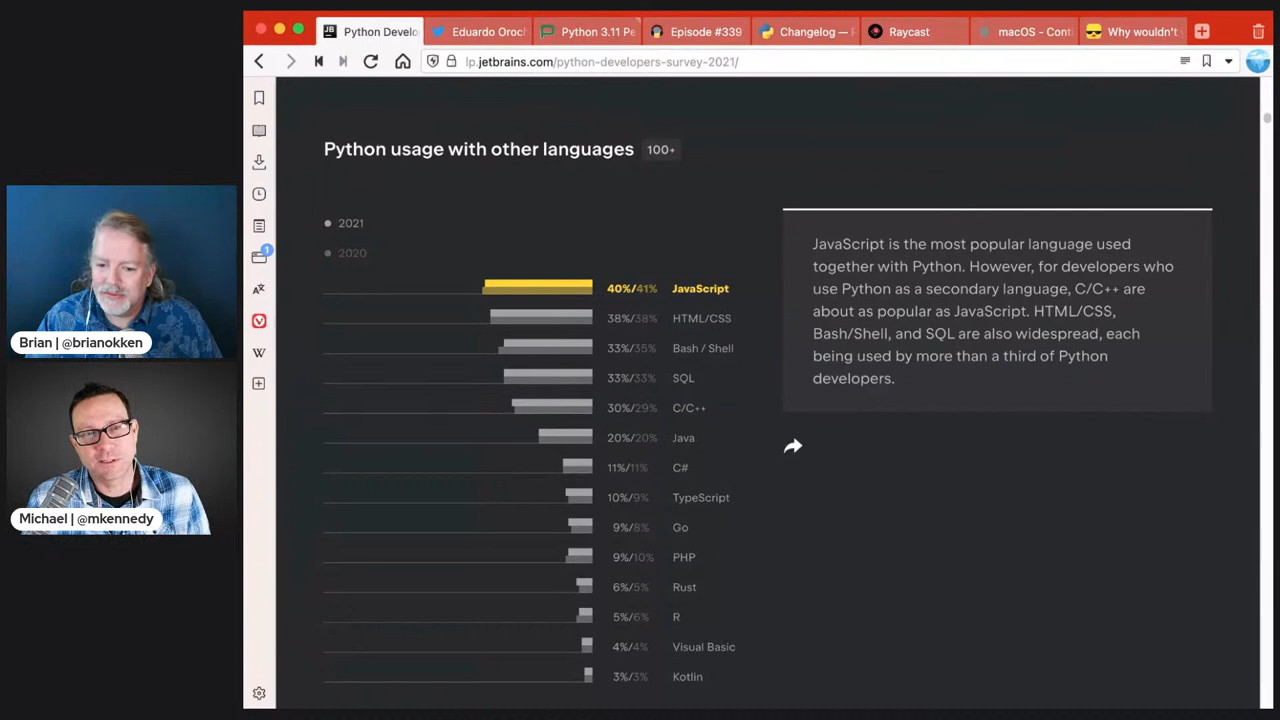 Python Develo
Eduardo Oroch
Python 3.11 Pe
Episode #339
Changelog —
Raycast
macOS - Conti
Why wouldn't
lp.jetbrains.com/python-developers-survey-2021/
Python usage with other languages 100+
2021
2020
40%/41% JavaScript
38%/38% HTML/CSS
33%/35% Bash / Shell
33%/33% SQL
30%/29% C/C++
20%/20% Java
11%/11% C#
10%/9% TypeScript
9%/8% Go
9%/10% PHP
6%/5% Rust
5%/6% R
4%/4% Visual Basic
3%/3% Kotlin
JavaScript is the most popular language used
together with Python. However, for developers who
use Python as a secondary language, C/C++ are
about as popular as JavaScript. HTML/CSS,
Bash/Shell, and SQL are also widespread, each
being used by more than a third of Python
developers.
1
W
Brian | @brianokken
Michael | @mkennedy